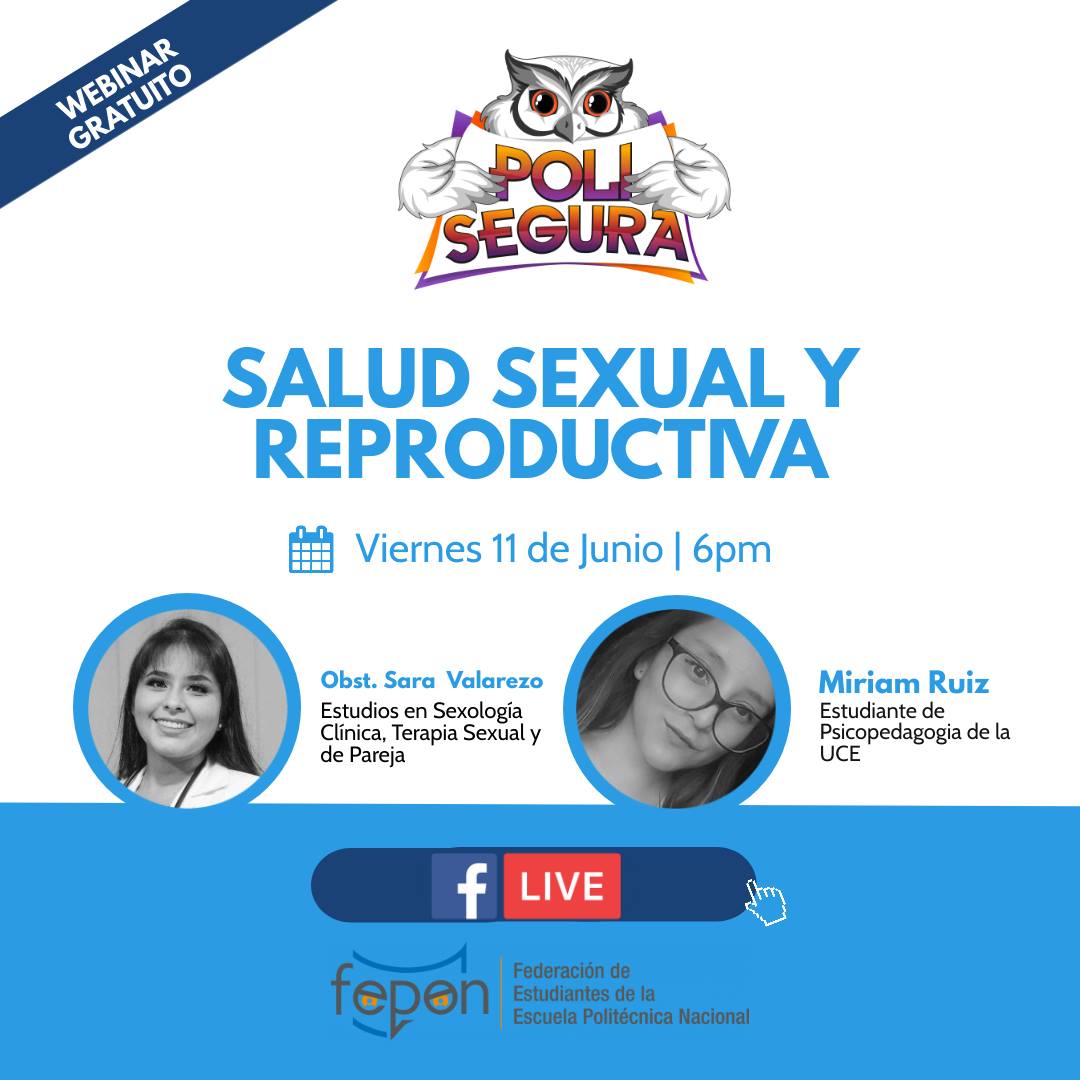 WEBINAR
GRATUITO
POLI
SEGURA
SALUD SEXUAL Y
REPRODUCTIVA
Viernes 11 de Junio | 6pm
Obst. Sara Valarezo
Estudios en Sexología
Clínica, Terapia Sexual y
de Pareja
Miriam Ruiz
Estudiante de
Psicopedagogia de la
UCE
f LIVE
fepon
Federación de
Estudiantes de la
Escuela Politécnica Nacional